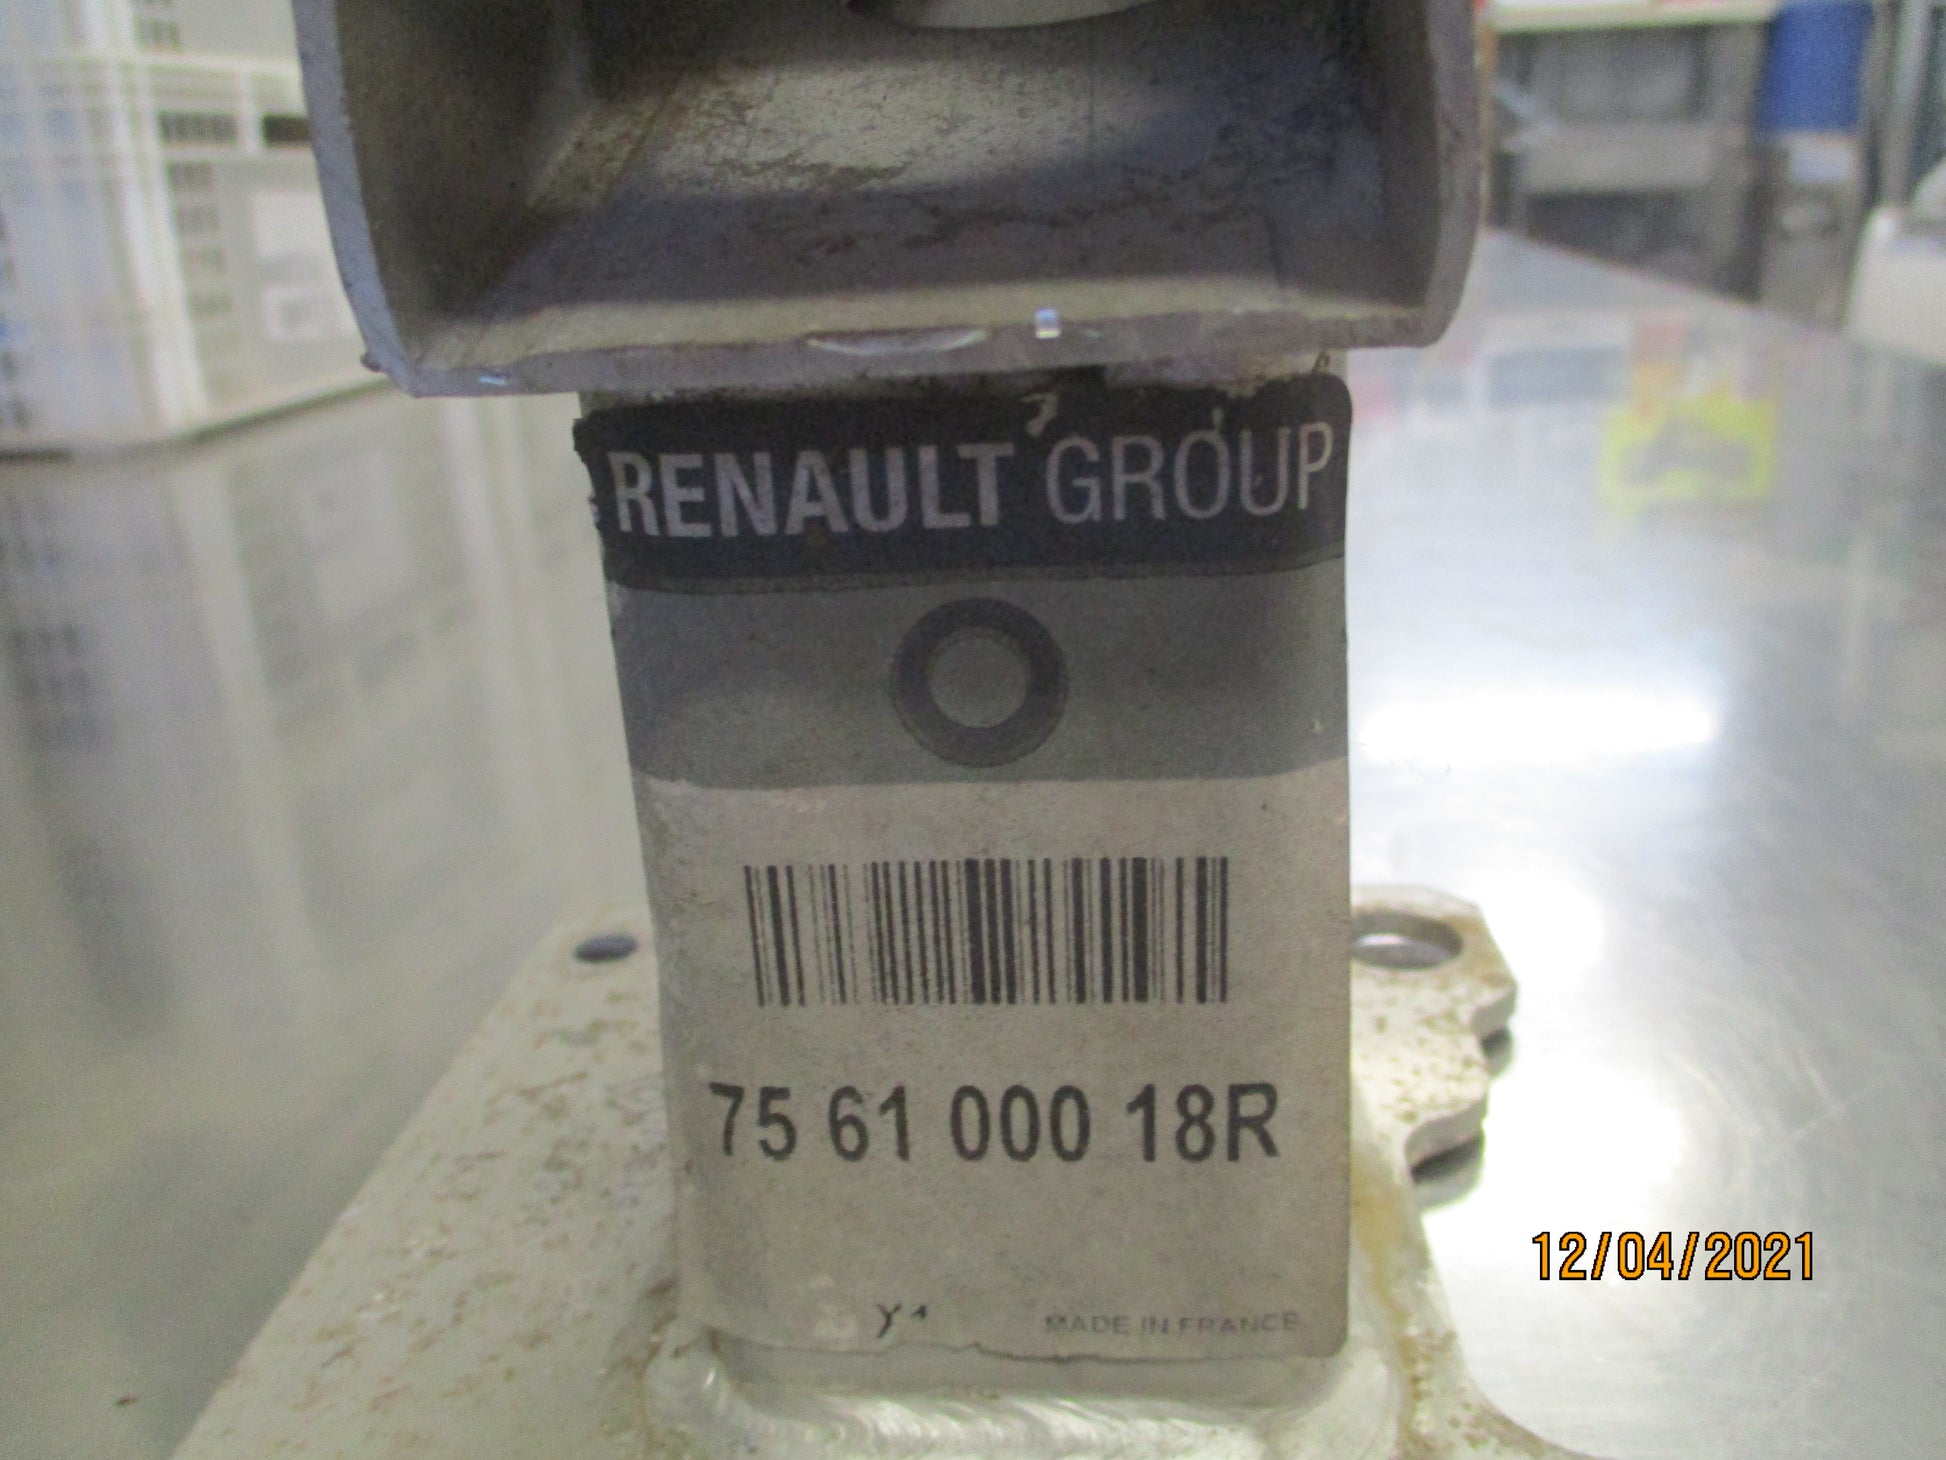 RENAULT GROUP
75 61 000 18R
12/04/2021
MADE IN FRANCE